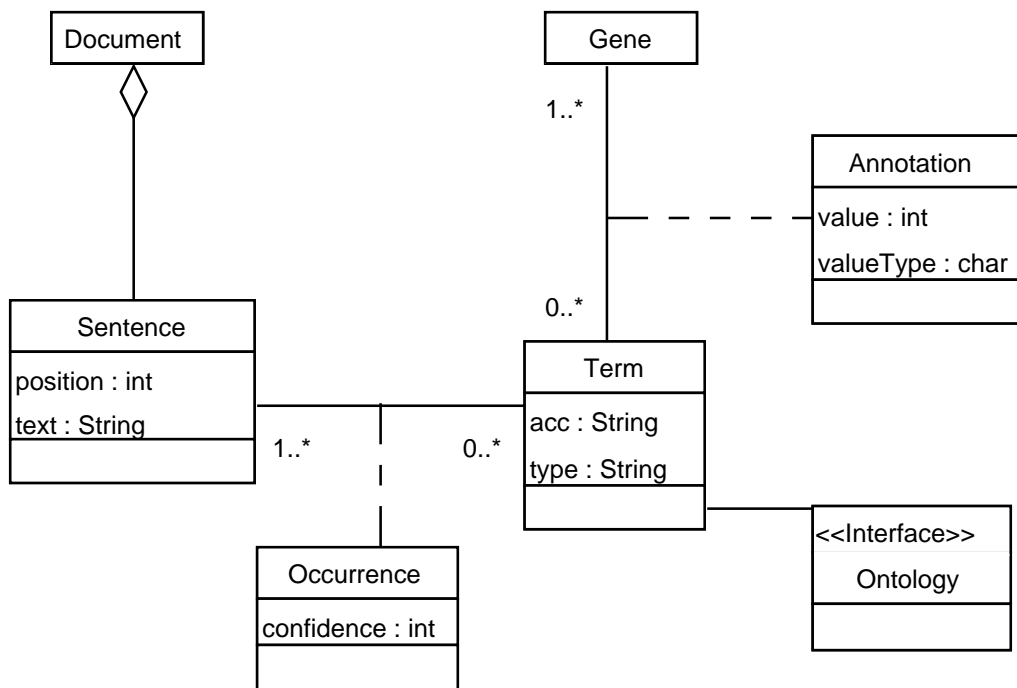 Document
Gene
1..*
Annotation
value : int
valueType : char
0..*
Sentence
position : int
text : String
Term
acc : String
type : String
1..*
0..*
<<Interface>>
Ontology
Occurrence
confidence : int